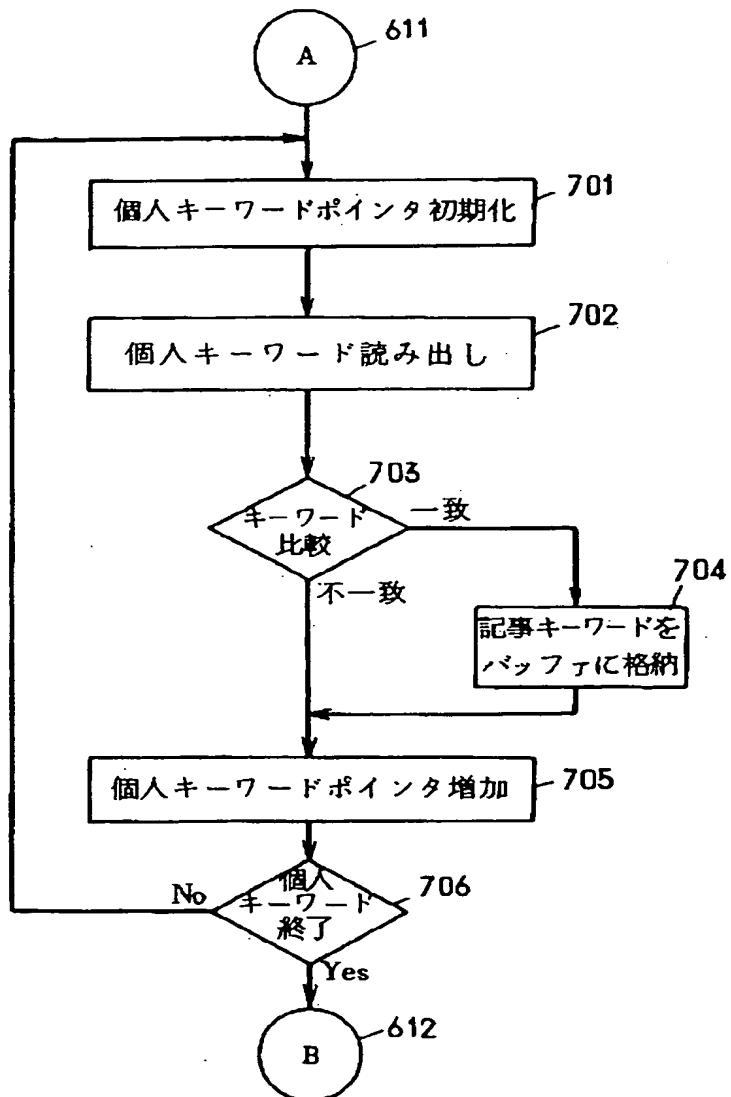 A
611
個人キーワードポインタ初期化
701
個人キーワード読み出し
702
703
キーワード
比較
一致
不一致
704
記事キーワードを
バッファに格納
個人キーワードポインタ増加
705
個人
キーワード
終了
706
No
Yes
B
612